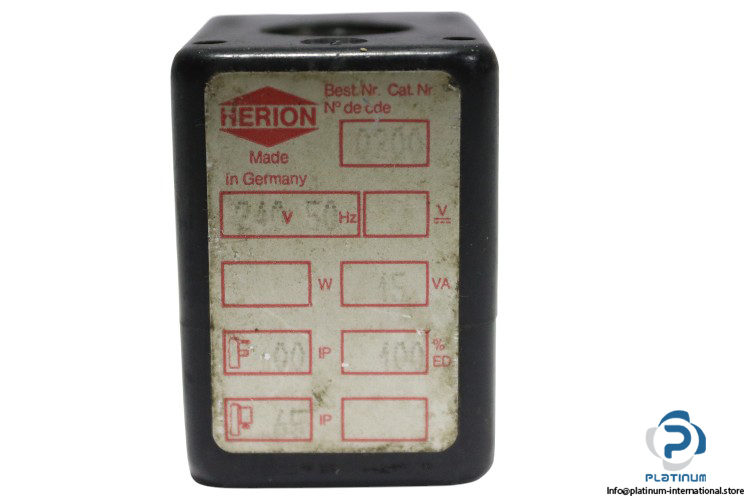 HERION
Best. Nr. Cat. Nr
N° de cde
0200
Made
in Germany
240 V 50 Hz V
W 15 VA
00 IP 100 % ED
65 IP
PLATINUM
Info@platinum-international.store